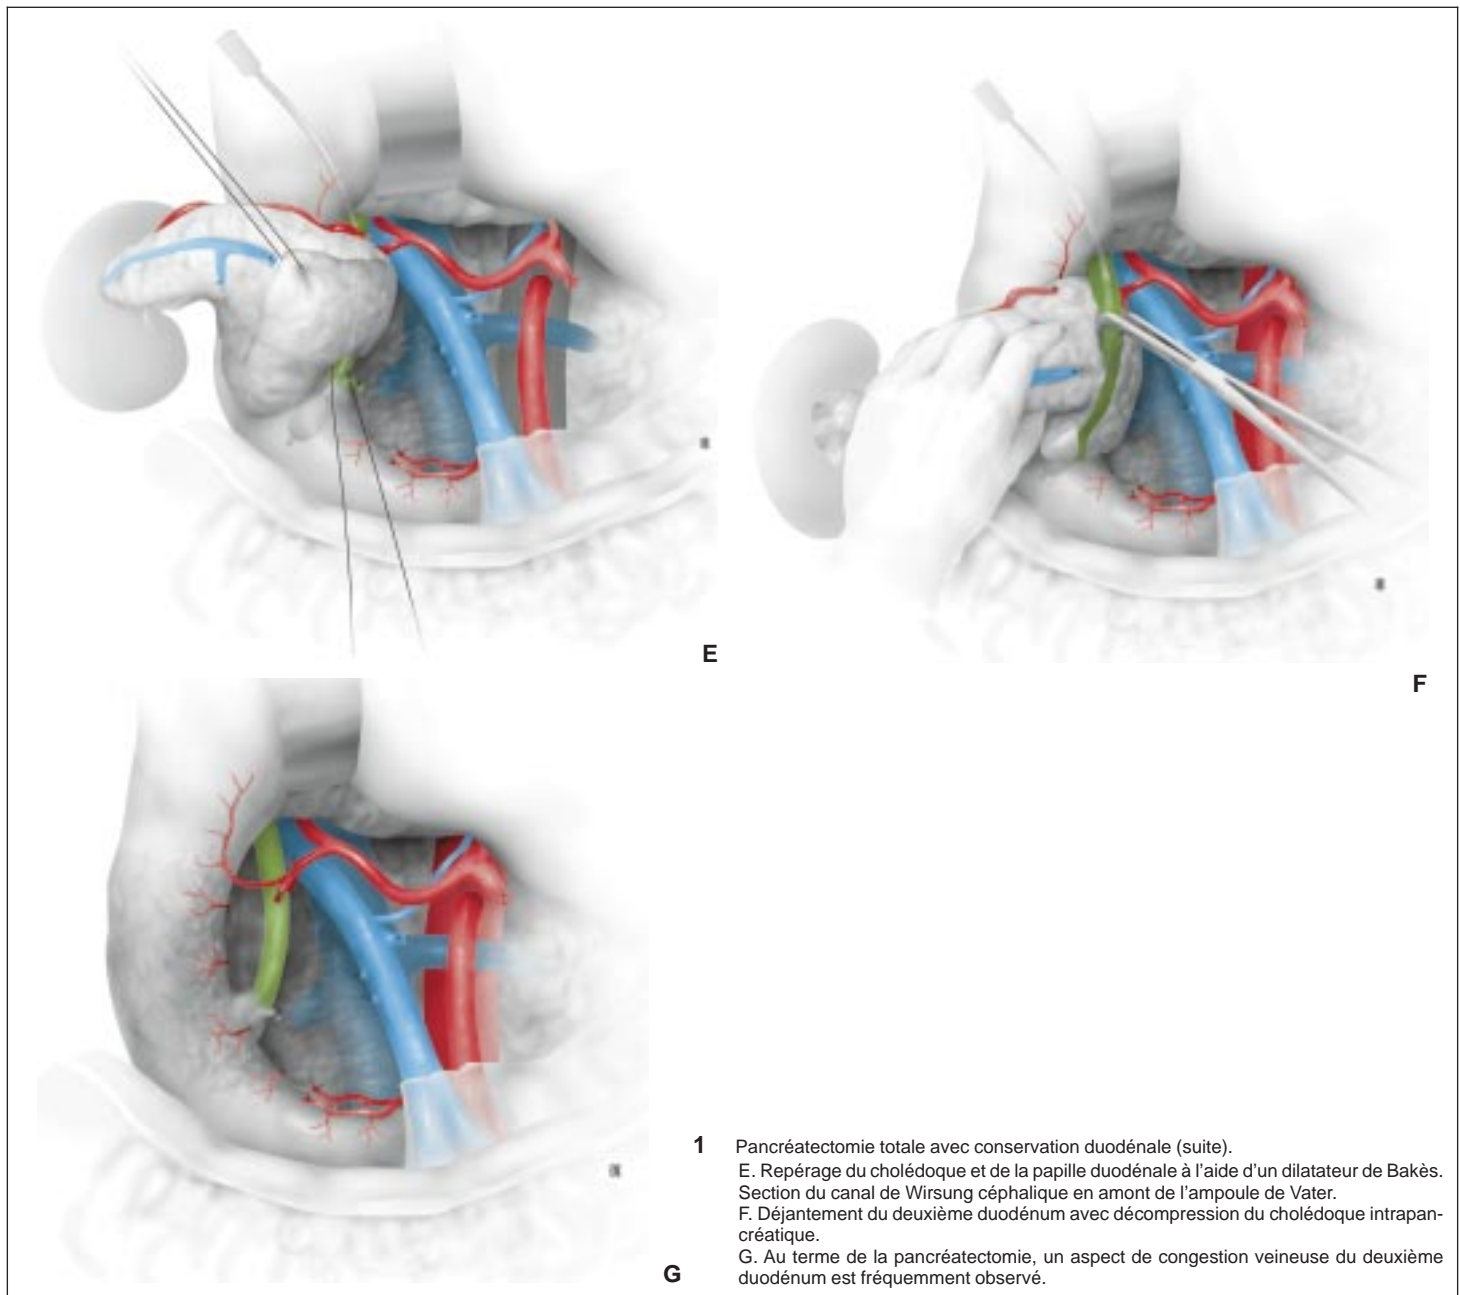 E
F
G
1 Pancréatectomie totale avec conservation duodénale (suite).
E. Repérage du cholédoque et de la papille duodénale à l’aide d’un dilatateur de Bakès.
Section du canal de Wirsung céphalique en amont de l’ampoule de Vater.
F. Déjantement du deuxième duodénum avec décompression du cholédoque intrapan-
créatique.
G. Au terme de la pancréatectomie, un aspect de congestion veineuse du deuxième
duodénum est fréquemment observé.